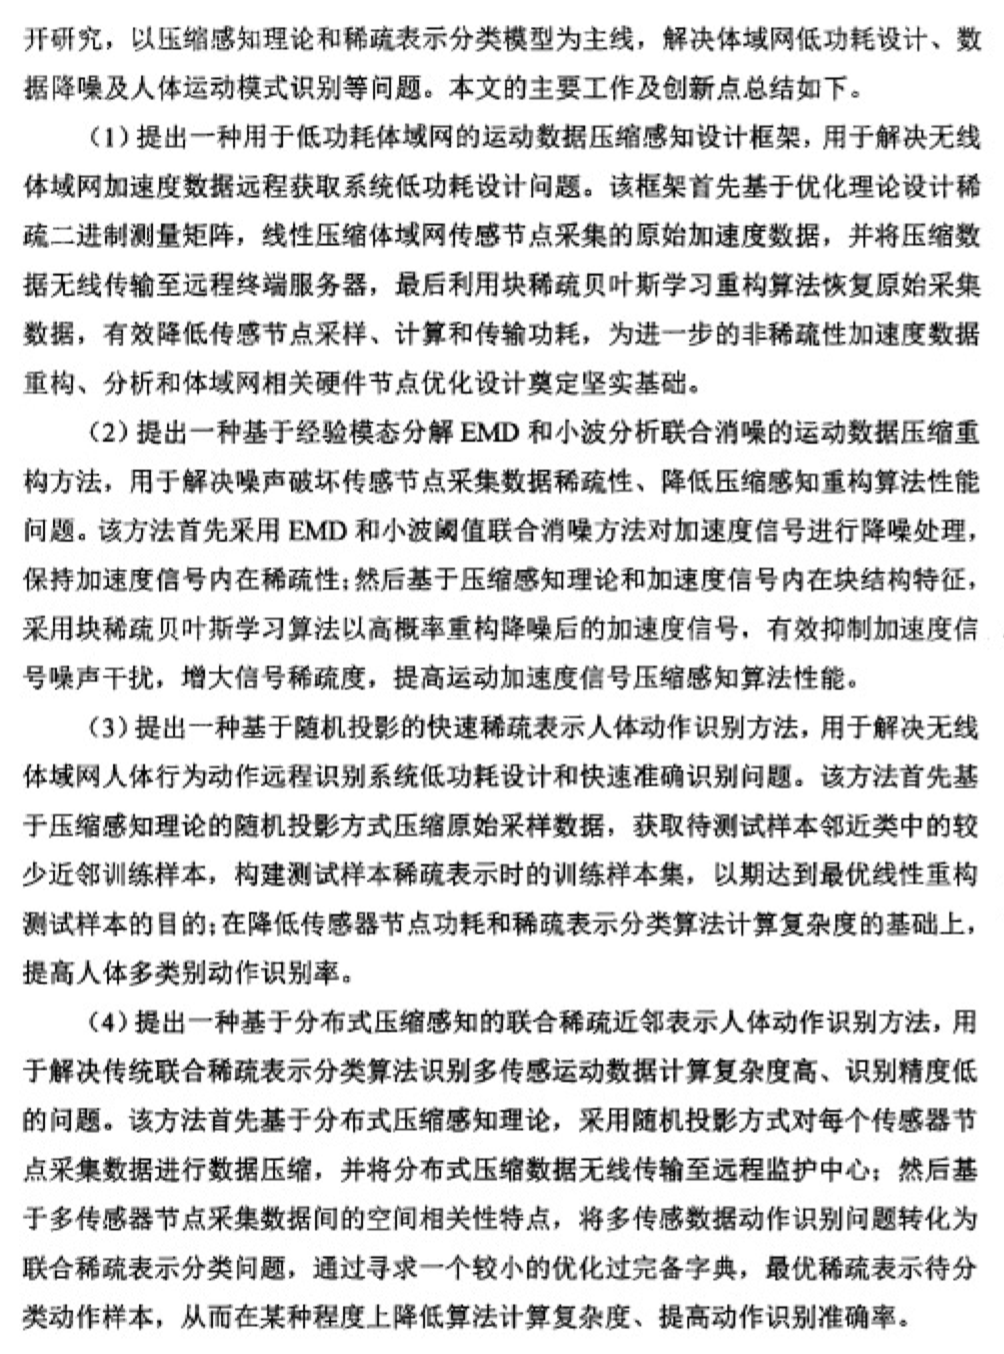 开研究，以压缩感知理论和稀疏表示分类模型为主线，解决体域网低功耗设计、数
据降噪及人体运动模式识别等问题。本文的主要工作及创新点总结如下。
（1）提出一种用于低功耗体域网的运动数据压缩感知设计框架，用于解决无线
体域网加速度数据远程获取系统低功耗设计问题。该框架首先基于优化理论设计稀
疏二进制测量矩阵，线性压缩体域网传感节点采集的原始加速度数据，并将压缩数
据无线传输至远程终端服务器，最后利用块稀疏贝叶斯学习重构算法恢复原始采集
数据，有效降低传感节点采样、计算和传输功耗，为进一步的非稀疏性加速度数据
重构、分析和体域网相关硬件节点优化设计奠定坚实基础。
（2）提出一种基于经验模态分解 EMD 和小波分析联合消噪的运动数据压缩重
构方法，用于解决噪声破坏传感节点采集数据稀疏性、降低压缩感知重构算法性能
问题。该方法首先采用 EMD 和小波阈值联合消噪方法对加速度信号进行降噪处理，
保持加速度信号内在稀疏性；然后基于压缩感知理论和加速度信号内在块结构特征，
采用块稀疏贝叶斯学习算法以高概率重构降噪后的加速度信号，有效抑制加速度信
号噪声干扰，增大信号稀疏度，提高运动加速度信号压缩感知算法性能。
（3）提出一种基于随机投影的快速稀疏表示人体动作识别方法，用于解决无线
体域网人体行为动作远程识别系统低功耗设计和快速准确识别问题。该方法首先基
于压缩感知理论的随机投影方式压缩原始采样数据，获取待测试样本邻近类中的较
少近邻训练样本，构建测试样本稀疏表示时的训练样本集，以期达到最优线性重构
测试样本的目的；在降低传感器节点功耗和稀疏表示分类算法计算复杂度的基础上，
提高人体多类别动作识别率。
（4）提出一种基于分布式压缩感知的联合稀疏近邻表示人体动作识别方法，用
于解决传统联合稀疏表示分类算法识别多传感运动数据计算复杂度高、识别精度低
的问题。该方法首先基于分布式压缩感知理论，采用随机投影方式对每个传感器节
点采集数据进行数据压缩，并将分布式压缩数据无线传输至远程监护中心；然后基
于多传感器节点采集数据间的空间相关性特点，将多传感数据动作识别问题转化为
联合稀疏表示分类问题，通过寻求一个较小的优化过完备字典，最优稀疏表示待分
类动作样本，从而在某种程度上降低算法计算复杂度、提高动作识别准确率。